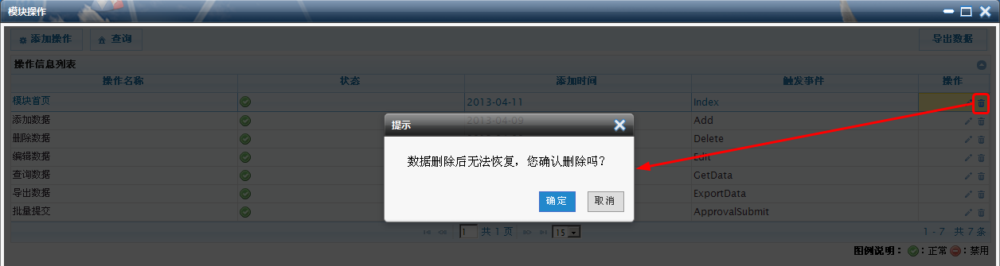 模块操作
添加操作 查询 导出数据
操作信息列表
操作名称 状态 添加时间 触发事件 操作
模块首页 2013-04-11 Index
添加数据 2013-04-09 Add
删除数据 Delete
编辑数据 Edit
查询数据 GetData
导出数据 ExportData
批量提交 ApprovalSubmit
提示
数据删除后无法恢复，您确认删除吗？
确定 取消
1 共 1 页 15 1 - 7 共 7 条
图例说明：：正常：禁用